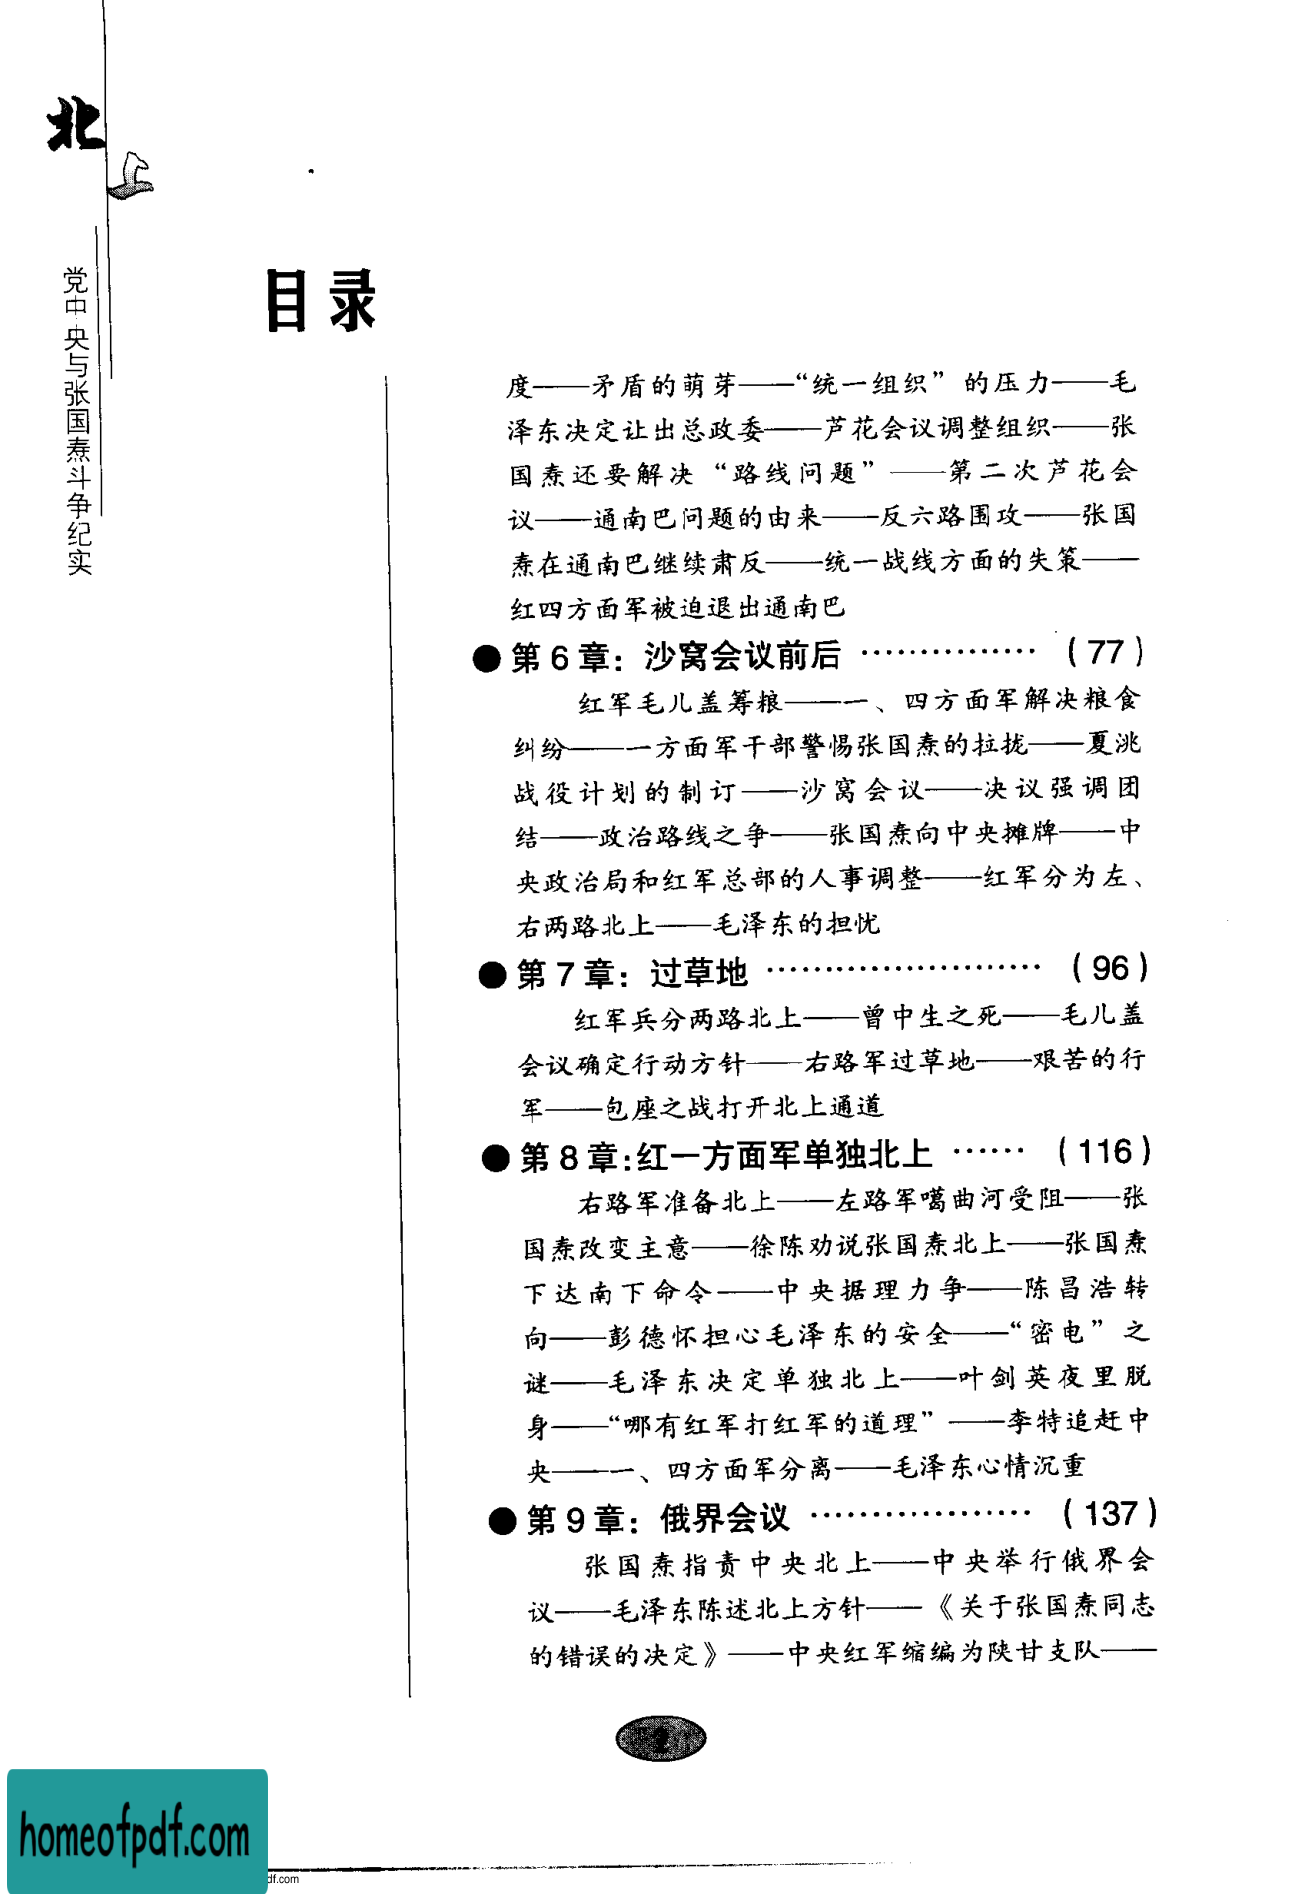 北上
党中央与张国焘斗争纪实
目录
度——矛盾的萌芽——“统一组织”的压力——毛
泽东决定让出总政委——芦花会议调整组织——张
国焘还要解决“路线问题”——第二次芦花会
议——通南巴问题的由来——反六路围攻——张国
焘在通南巴继续肃反——统一战线方面的失策——
红四方面军被迫退出通南巴
●第6章：沙窝会议前后 …………… （77）
红军毛儿盖筹粮——一、四方面军解决粮食
纠纷——一方面军干部警惕张国焘的拉拢——夏洮
战役计划的制订——沙窝会议——决议强调团
结——政治路线之争——张国焘向中央摊牌——中
央政治局和红军总部的人事调整——红军分为左、
右两路北上——毛泽东的担忧
●第7章：过草地 …………………… （96）
红军兵分两路北上——曾中生之死——毛儿盖
会议确定行动方针——右路军过草地——艰苦的行
军——包座之战打开北上通道
●第8章：红一方面军单独北上 …… （116）
右路军准备北上——左路军噶曲河受阻——张
国焘改变主意——徐陈劝说张国焘北上——张国焘
下达南下命令——中央据理力争——陈昌浩转
向——彭德怀担心毛泽东的安全——“密电”之
谜——毛泽东决定单独北上——叶剑英夜里脱
身——“哪有红军打红军的道理”——李特追赶中
央——一、四方面军分离——毛泽东心情沉重
●第9章：俄界会议 ………………… （137）
张国焘指责中央北上——中央举行俄界会
议——毛泽东陈述北上方针——《关于张国焘同志
的错误的决定》——中央红军缩编为陕甘支队——
2
homeofpdf.com
df.com